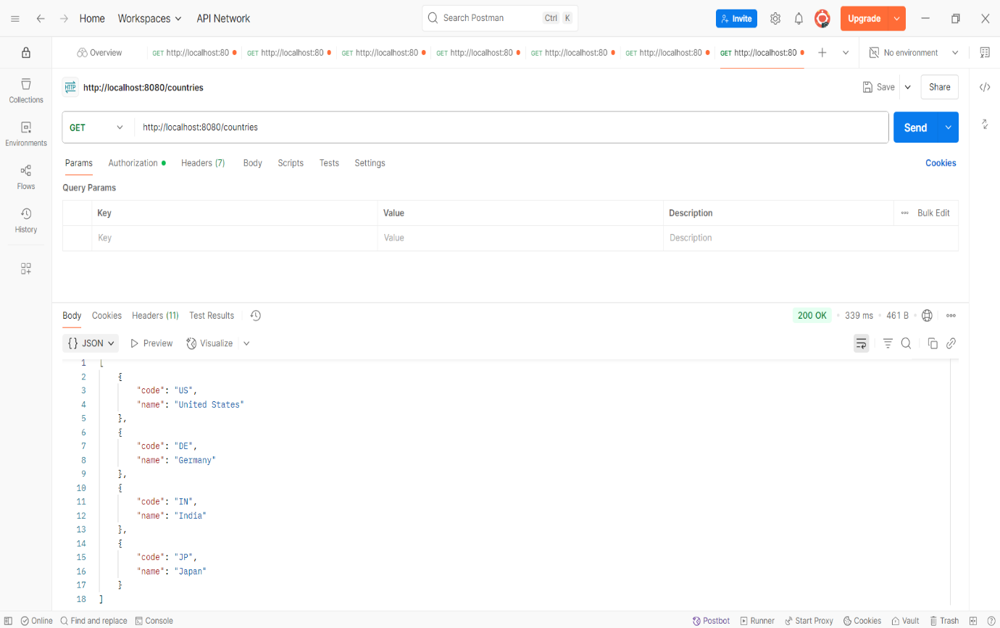 Home Workspaces API Network Search Postman Ctrl K Invite Upgrade
Overview GET http://localhost:80 GET http://localhost:80 GET http://localhost:80 GET http://localhost:80 GET http://localhost:80 GET http://localhost:80 GET http://localhost:80 No environment
HTTP http://localhost:8080/countries Save Share
Collections
GET http://localhost:8080/countries Send
Environments
Params Authorization Headers (7) Body Scripts Tests Settings Cookies
Flows
Query Params
Key Value Description Bulk Edit
History
Key Value Description
Body Cookies Headers (11) Test Results 200 OK 339 ms 461 B
{} JSON Preview Visualize
1 [
2 {
3 "code": "US",
4 "name": "United States"
5 },
6 {
7 "code": "DE",
8 "name": "Germany"
9 },
10 {
11 "code": "IN",
12 "name": "India"
13 },
14 {
15 "code": "JP",
16 "name": "Japan"
17 }
18 ]
Online Find and replace Console Postbot Runner Start Proxy Cookies Vault Trash